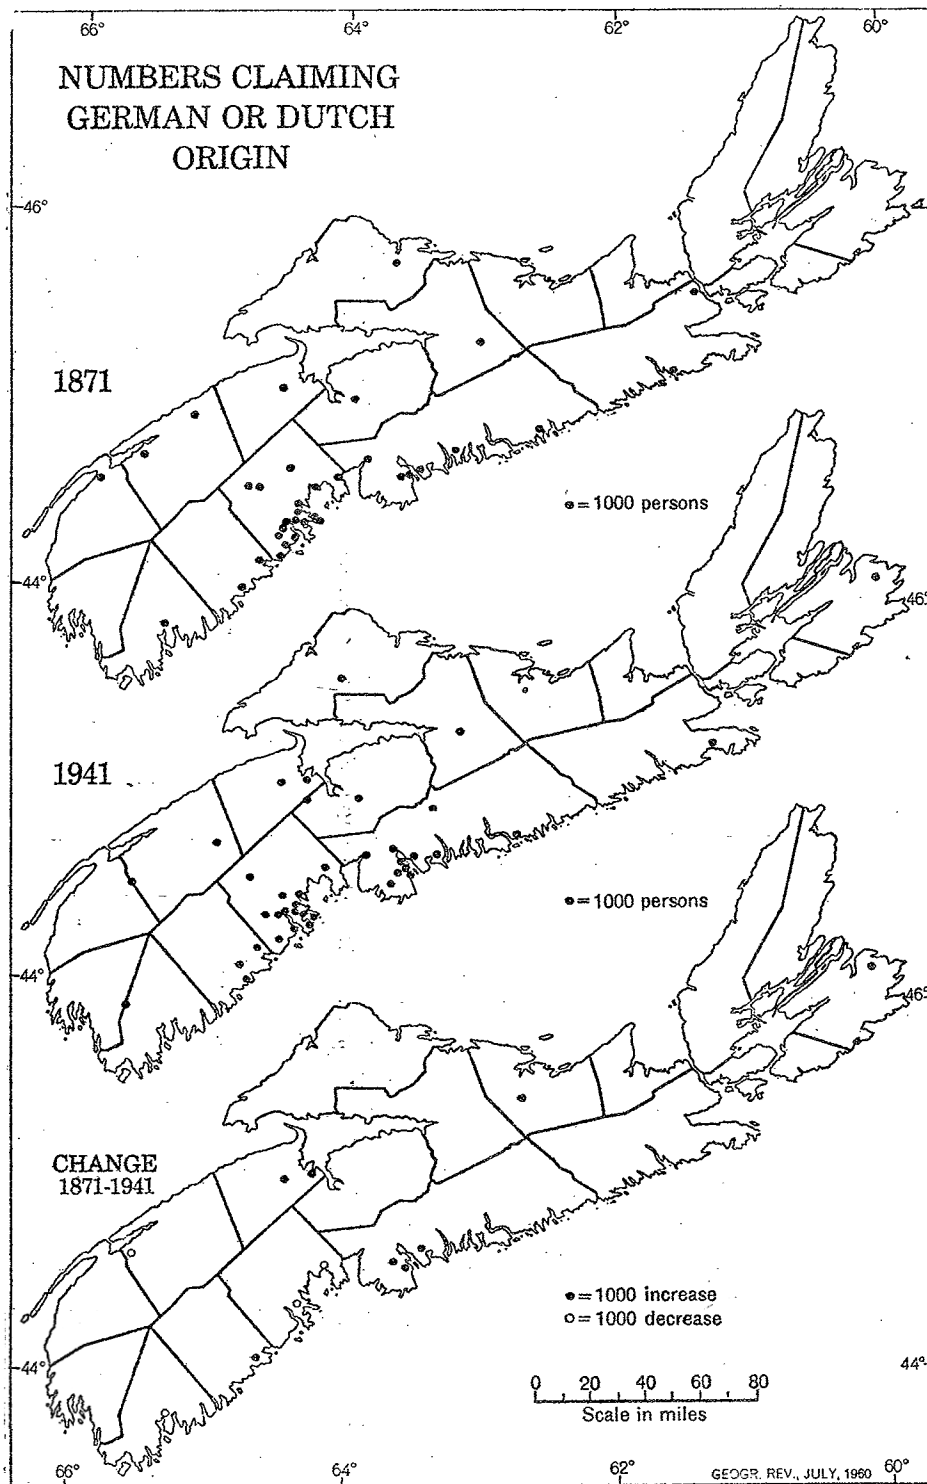 66° 64° 62° 60°
NUMBERS CLAIMING
GERMAN OR DUTCH
ORIGIN
46°
1871
= 1000 persons
44°
46°
1941
= 1000 persons
44°
46°
CHANGE
1871-1941
= 1000 increase
= 1000 decrease
44° 44°
0 20 40 60 80
Scale in miles
66° 64° 62° 60°
GEOGR. REV., JULY, 1960